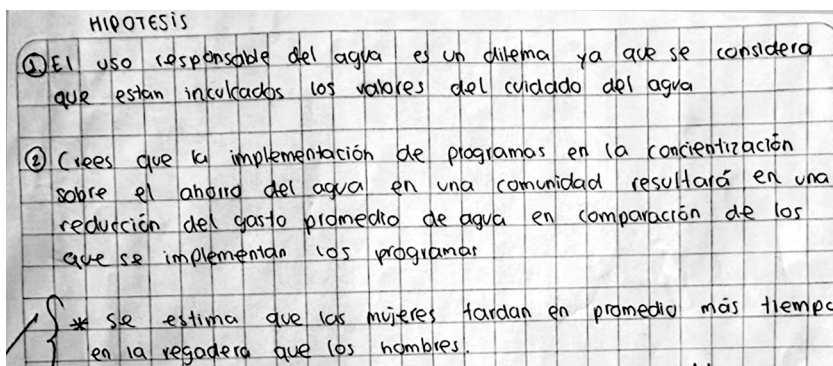 HIPOTESIS
① El uso responsable del agua es un dilema ya que se considera
que estan inculcados los valores del cuidado del agua
② Crees que la implementación de programas en la concientización
sobre el ahorro del agua en una comunidad resultará en una
reducción del gasto promedio de agua en comparación de los
que se implementan los programas
* se estima que las mujeres tardan en promedio más tiempo
en la regadera que los hombres.